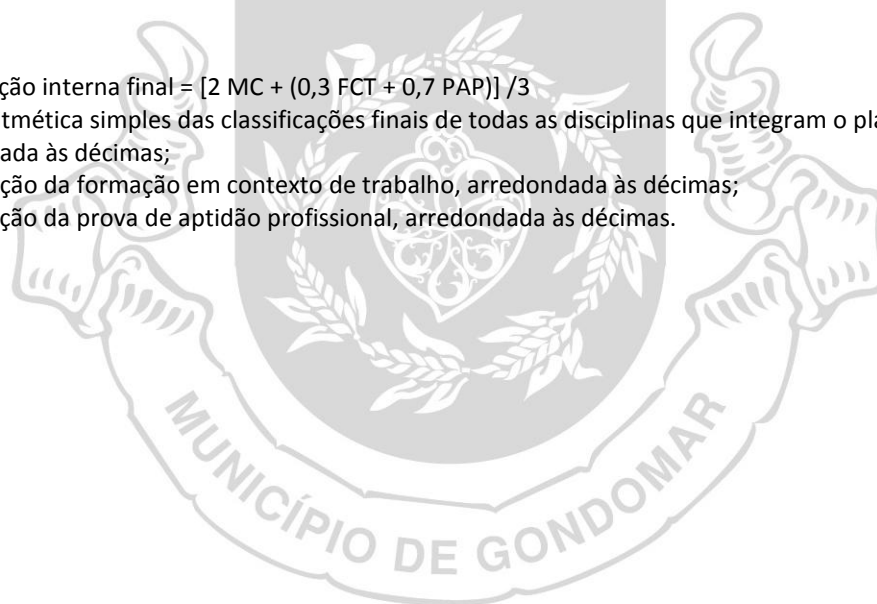 ção interna final = [2 MC + (0,3 FCT + 0,7 PAP)] /3
tmética simples das classificações finais de todas as disciplinas que integram o pla
ada às décimas;
ção da formação em contexto de trabalho, arredondada às décimas;
ção da prova de aptidão profissional, arredondada às décimas.
MUNICÍPIO DE GONDOMAR